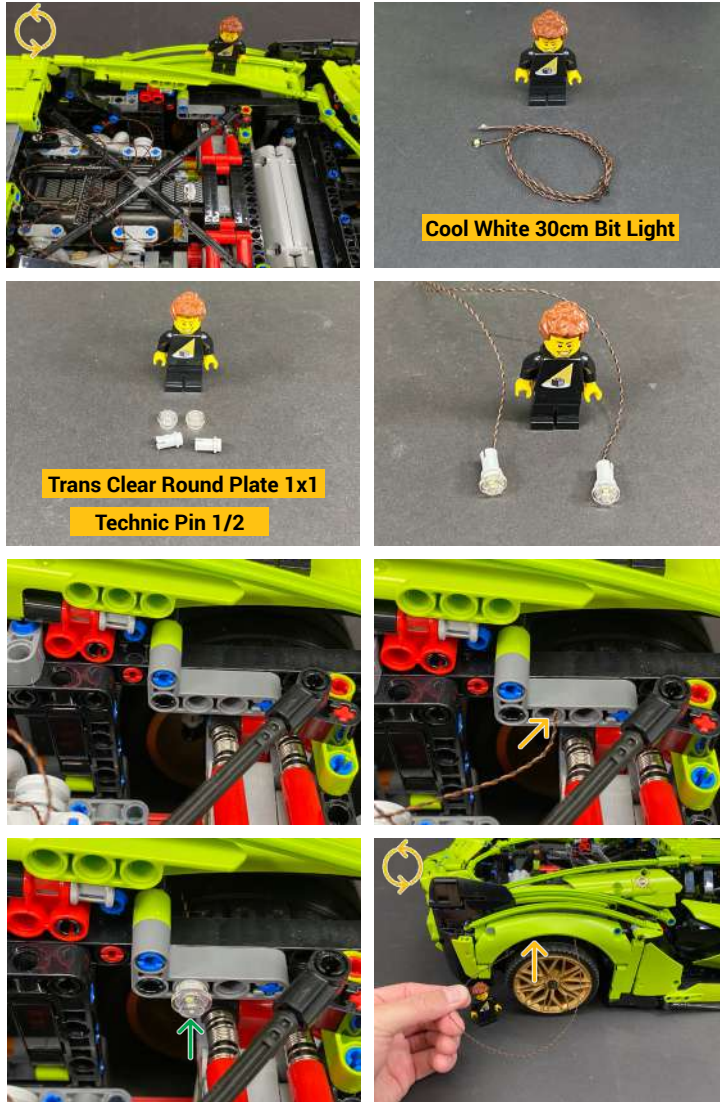 Cool White 30cm Bit Light
Trans Clear Round Plate 1x1
Technic Pin 1/2